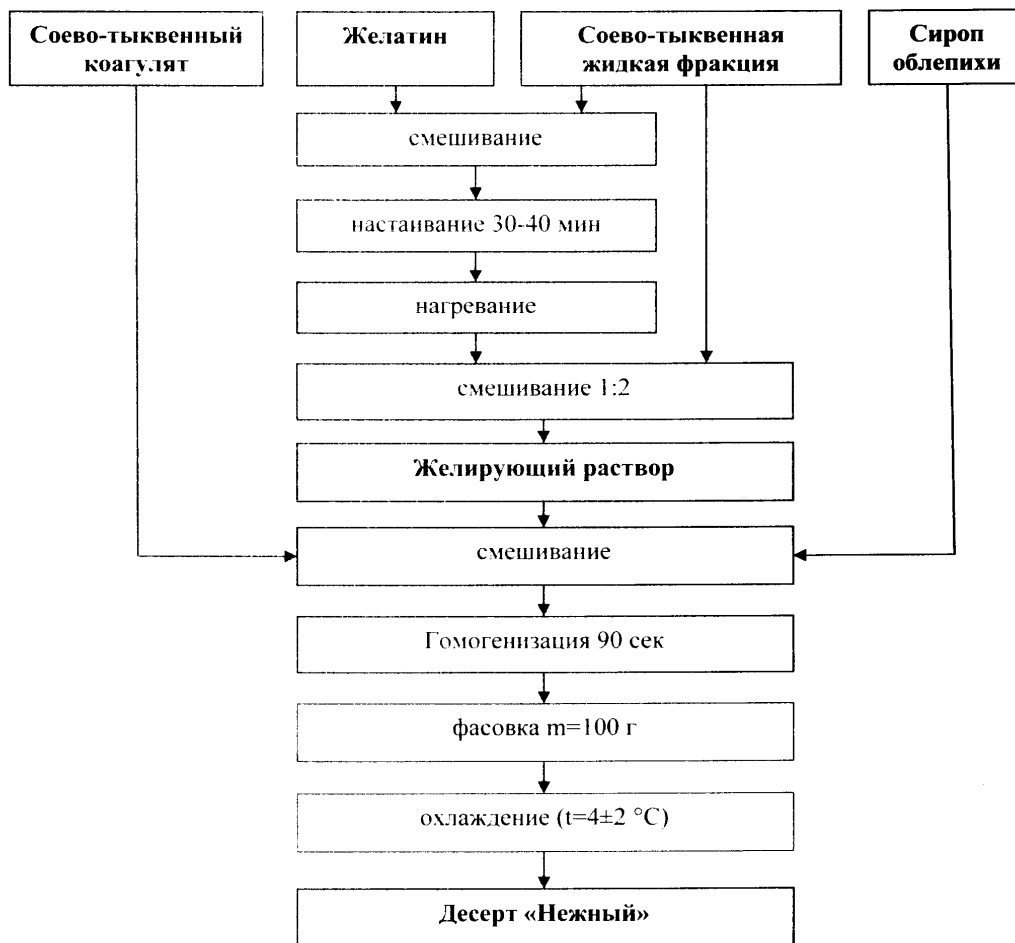 Соево-тыквенный
коагулят
Желатин
Соево-тыквенная
жидкая фракция
Сироп
облепихи
смешивание
настаивание 30-40 мин
нагревание
смешивание 1:2
Желирующий раствор
смешивание
Гомогенизация 90 сек
фасовка m=100 г
охлаждение (t=4±2 °C)
Десерт «Нежный»